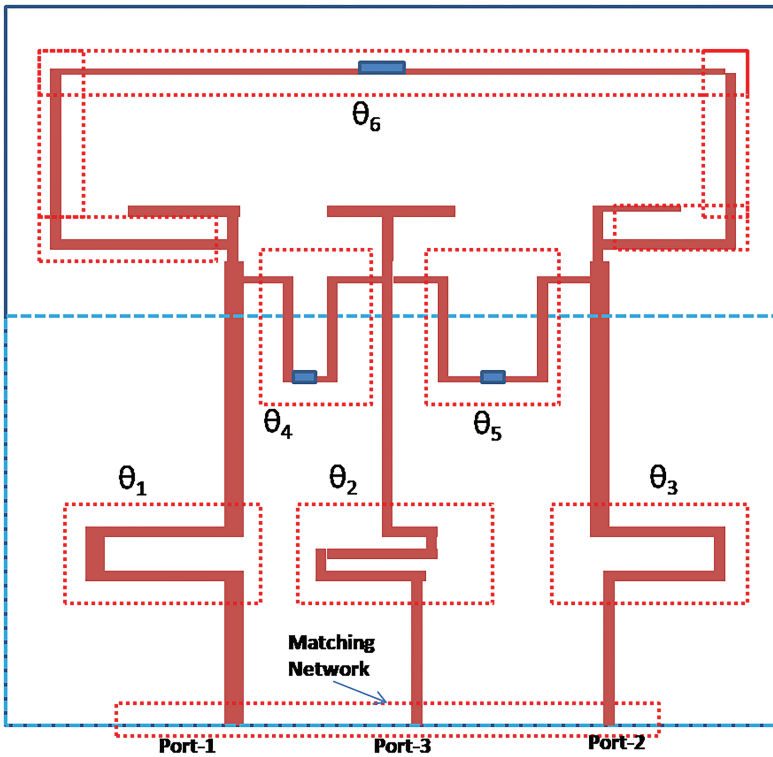 θ6
θ4
θ5
θ1
θ2
θ3
Matching
Network
Port-1
Port-3
Port-2